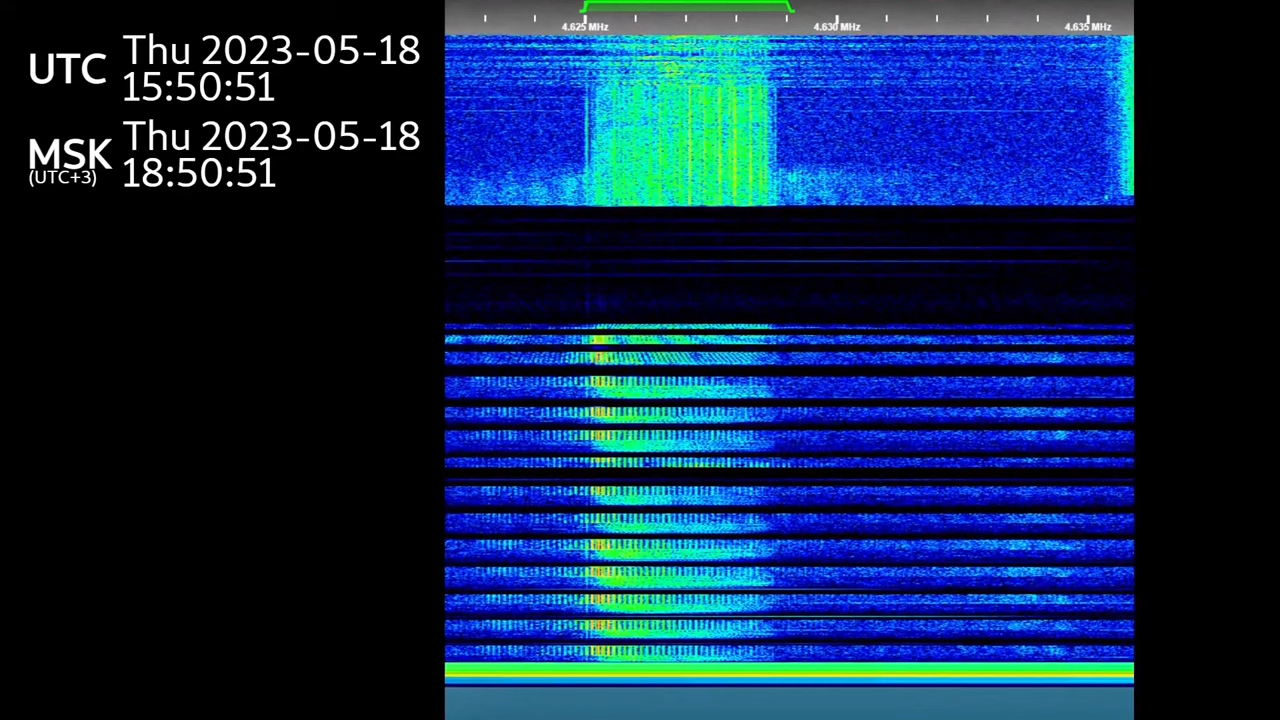 4.625 MHz 4.630 MHz 4.635 MHz
UTC Thu 2023-05-18
15:50:51
MSK Thu 2023-05-18
(UTC+3) 18:50:51